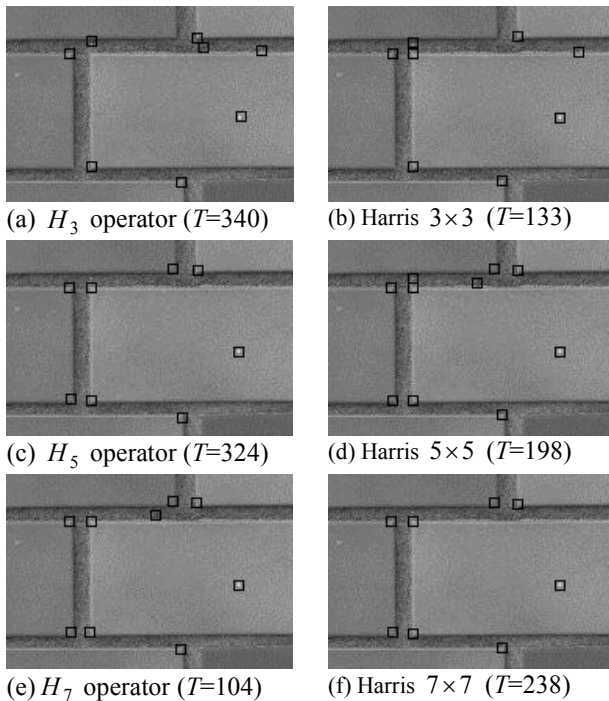 (a) H₃ operator (T=340)
(b) Harris 3×3 (T=133)
(c) H₅ operator (T=324)
(d) Harris 5×5 (T=198)
(e) H₇ operator (T=104)
(f) Harris 7×7 (T=238)